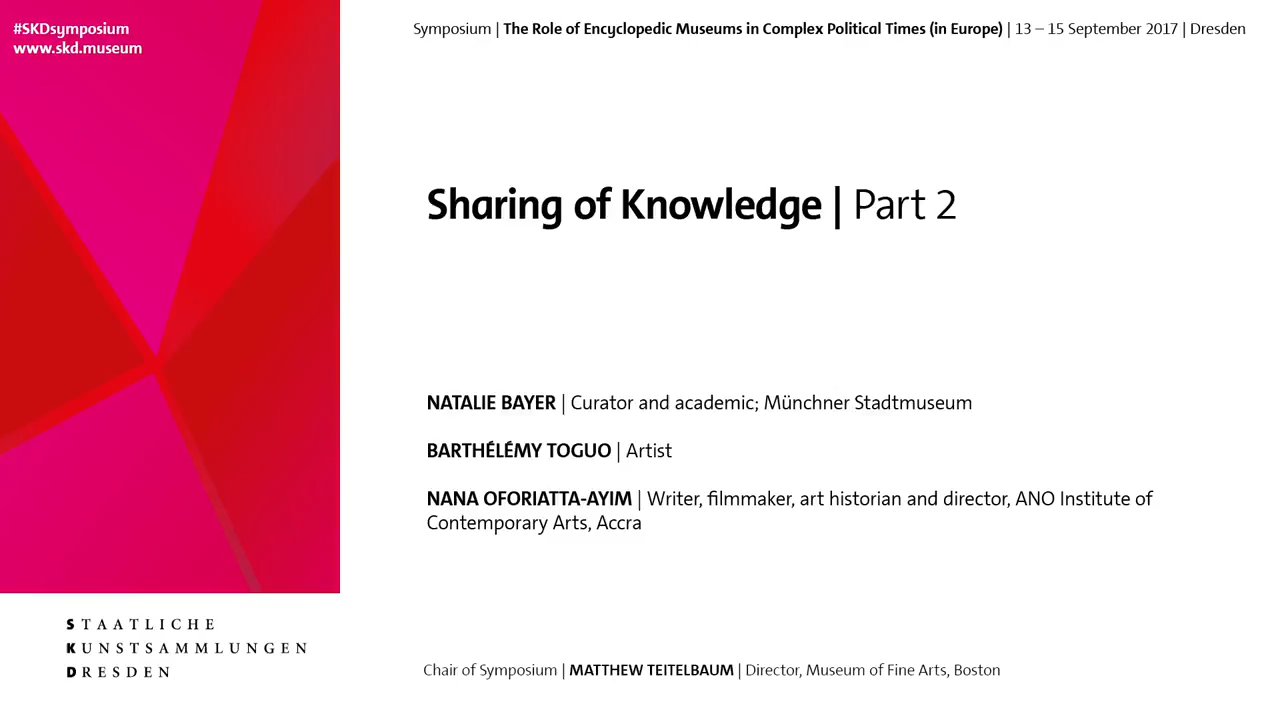 #SKDsymposium
www.skd.museum
Symposium | The Role of Encyclopedic Museums in Complex Political Times (in Europe) | 13 – 15 September 2017 | Dresden
Sharing of Knowledge | Part 2
NATALIE BAYER | Curator and academic; Münchner Stadtmuseum
BARTHÉLÉMY TOGUO | Artist
NANA OFORIATTA-AYIM | Writer, filmmaker, art historian and director, ANO Institute of
Contemporary Arts, Accra
STAATLICHE
KUNSTSAMMLUNGEN
DRESDEN
Chair of Symposium | MATTHEW TEITELBAUM | Director, Museum of Fine Arts, Boston